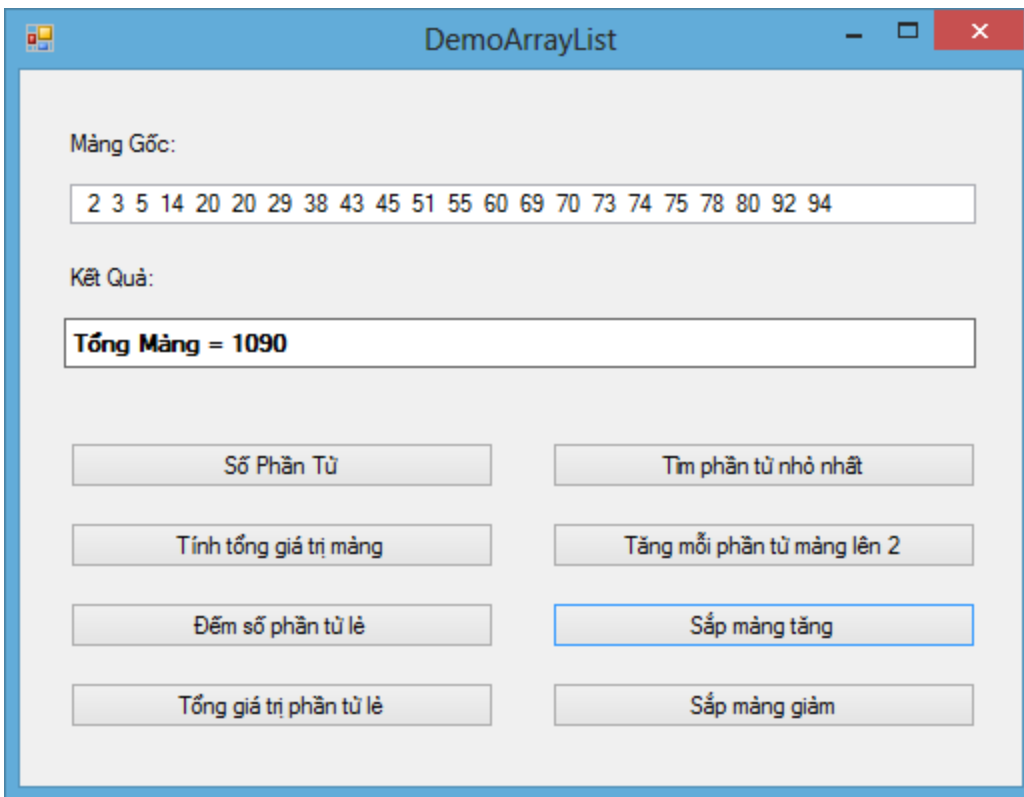 DemoArrayList
Mảng Gốc:
2 3 5 14 20 20 29 38 43 45 51 55 60 69 70 73 74 75 78 80 92 94
Kết Quả:
Tổng Mảng = 1090
Số Phần Tử
Tìm phần tử nhỏ nhất
Tính tổng giá trị mảng
Tăng mỗi phần tử mảng lên 2
Đếm số phần tử lẻ
Sắp mảng tăng
Tổng giá trị phần tử lẻ
Sắp mảng giảm